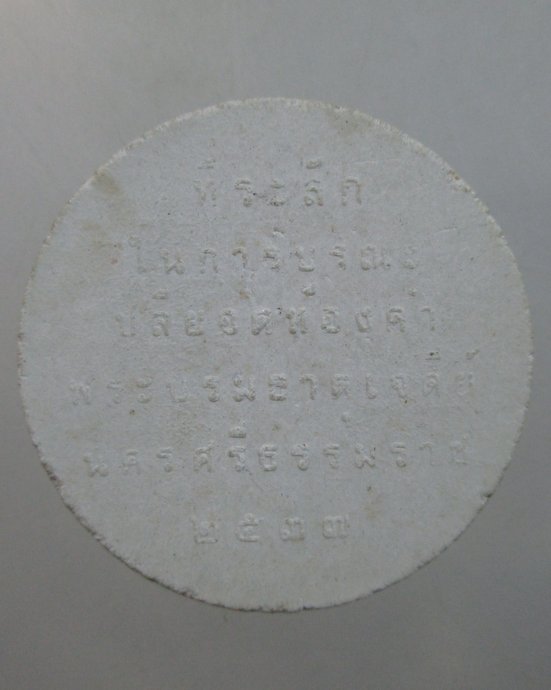 ที่ระลึก
ในการบูรณะ
ปลียอดทองคำ
พระบรมธาตุเจดีย์
นครศรีธรรมราช
๒๕๓๗